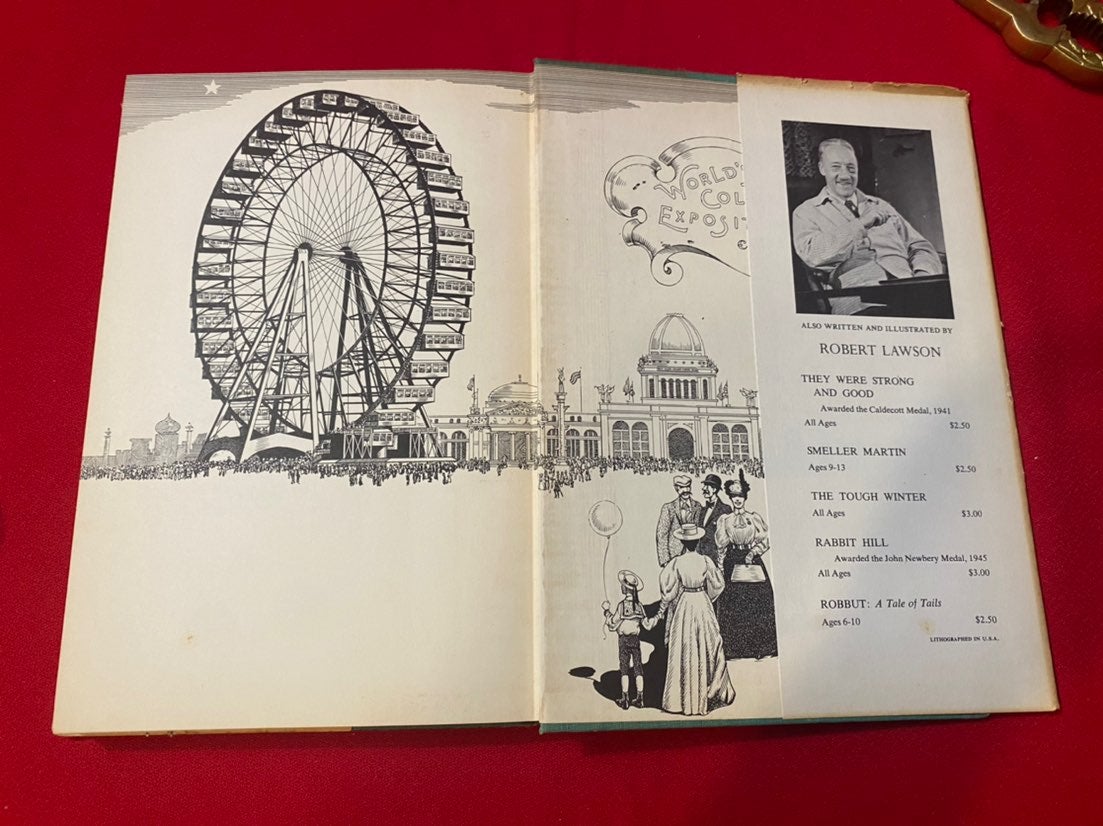 WORLD'S
COL
EXPOSI
ALSO WRITTEN AND ILLUSTRATED BY
ROBERT LAWSON
THEY WERE STRONG
AND GOOD
Awarded the Caldecott Medal, 1941
All Ages $2.50
SMELLER MARTIN
Ages 9-13 $2.50
THE TOUGH WINTER
All Ages $3.00
RABBIT HILL
Awarded the John Newbery Medal, 1945
All Ages $3.00
ROBBUT: A Tale of Tails
Ages 6-10 $2.50
LITHOGRAPHED IN U.S.A.